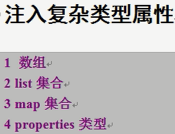 注入复杂类型属性
1 数组
2 list 集合
3 map 集合
4 properties 类型